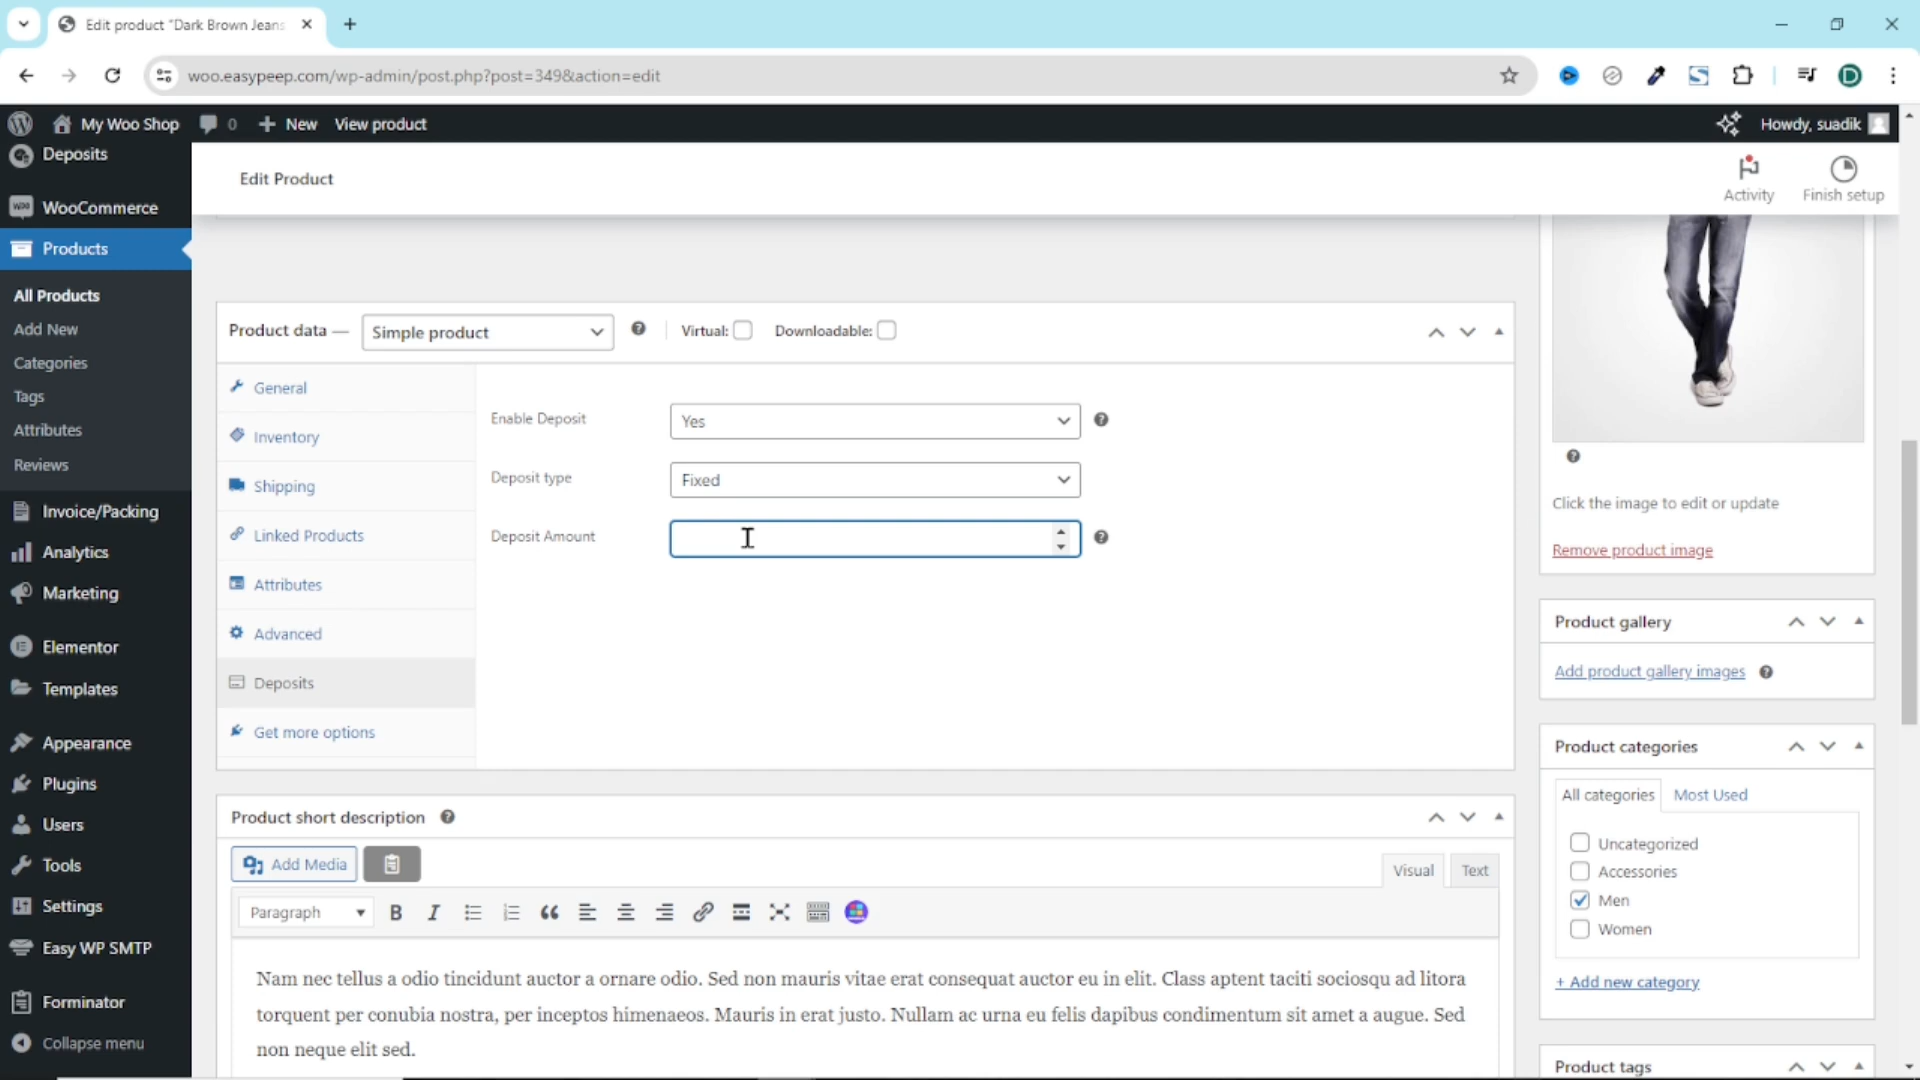 Edit product "Dark Brown Jeans
woo.easypeep.com/wp-admin/post.php?post=349&action=edit
D
My Woo Shop
0
New
View product
Howdy, suadik
Deposits
WooCommerce
Products
All Products
Add New
Categories
Tags
Attributes
Reviews
Invoice/Packing
Analytics
Marketing
Elementor
Templates
Appearance
Plugins
Users
Tools
Settings
Easy WP SMTP
Forminator
Collapse menu
Edit Product
Activity
Finish setup
Product data —
Simple product
Virtual:
Downloadable:
General
Inventory
Shipping
Linked Products
Attributes
Advanced
Deposits
Get more options
Enable Deposit
Yes
Deposit type
Fixed
Deposit Amount
Product short description
Add Media
Visual
Text
Paragraph
B
I
Nam nec tellus a odio tincidunt auctor a ornare odio. Sed non mauris vitae erat consequat auctor eu in elit. Class aptent taciti sociosqu ad litora
torquent per conubia nostra, per inceptos himenaeos. Mauris in erat justo. Nullam ac urna eu felis dapibus condimentum sit amet a augue. Sed
non neque elit sed.
Click the image to edit or update
Remove product image
Product gallery
Add product gallery images
Product categories
All categories
Most Used
Uncategorized
Accessories
Men
Women
+ Add new category
Product tags